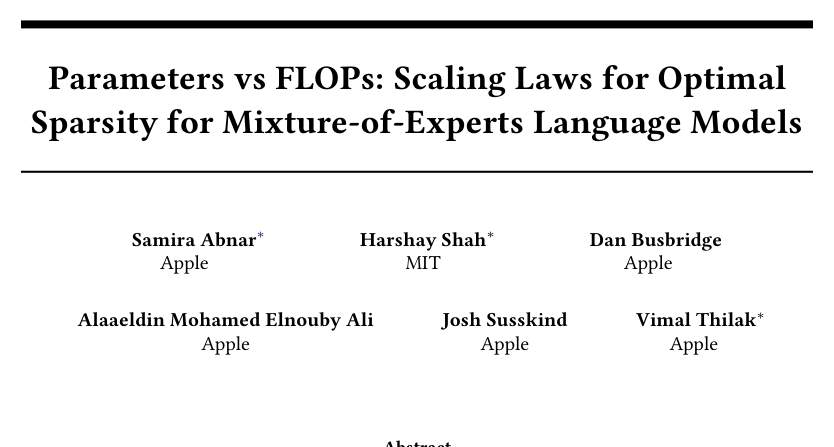 Parameters vs FLOPs: Scaling Laws for Optimal
Sparsity for Mixture-of-Experts Language Models
Samira Abnar* Harshay Shah* Dan Busbridge
Apple MIT Apple
Alaaeldin Mohamed Elnouby Ali Josh Susskind Vimal Thilak*
Apple Apple Apple
Abstract